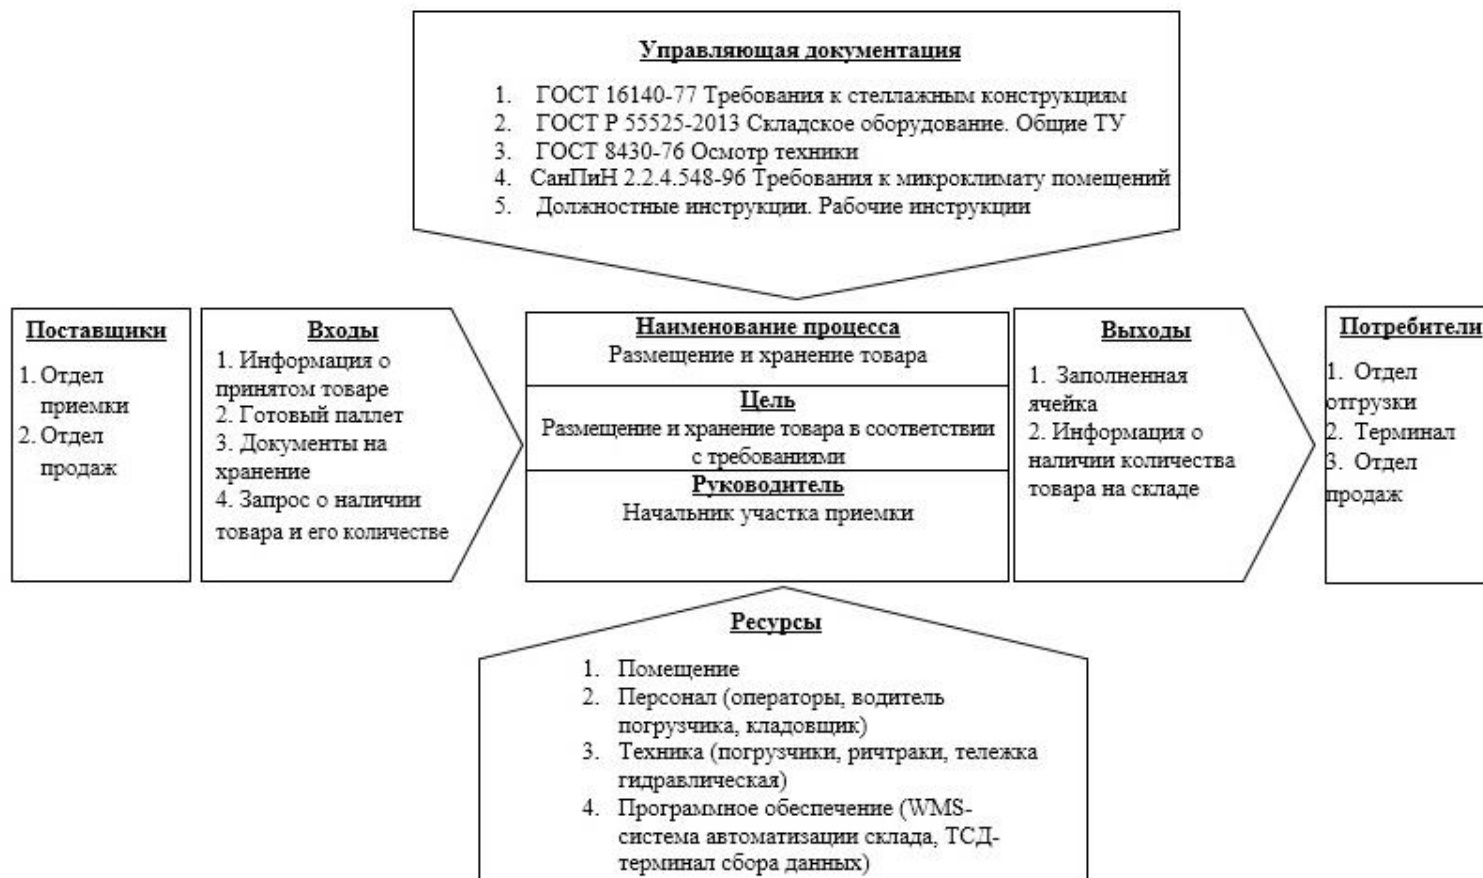 Управляющая документация
1. ГОСТ 16140-77 Требования к стеллажным конструкциям
2. ГОСТ Р 55525-2013 Складское оборудование. Общие ТУ
3. ГОСТ 8430-76 Осмотр техники
4. СанПиН 2.2.4.548-96 Требования к микроклимату помещений
5. Должностные инструкции. Рабочие инструкции
Поставщики
1. Отдел
приемки
2. Отдел
продаж
Входы
1. Информация о
принятом товаре
2. Готовый паллет
3. Документы на
хранение
4. Запрос о наличии
товара и его количестве
Наименование процесса
Размещение и хранение товара
Цель
Размещение и хранение товара в соответствии
с требованиями
Руководитель
Начальник участка приемки
Выходы
1. Заполненная
ячейка
2. Информация о
наличии количества
товара на складе
Потребители
1. Отдел
отгрузки
2. Терминал
3. Отдел
продаж
Ресурсы
1. Помещение
2. Персонал (операторы, водитель
погрузчика, кладовщик)
3. Техника (погрузчики, ричтраки, тележка
гидравлическая)
4. Программное обеспечение (WMS-
система автоматизации склада, ТСД-
терминал сбора данных)